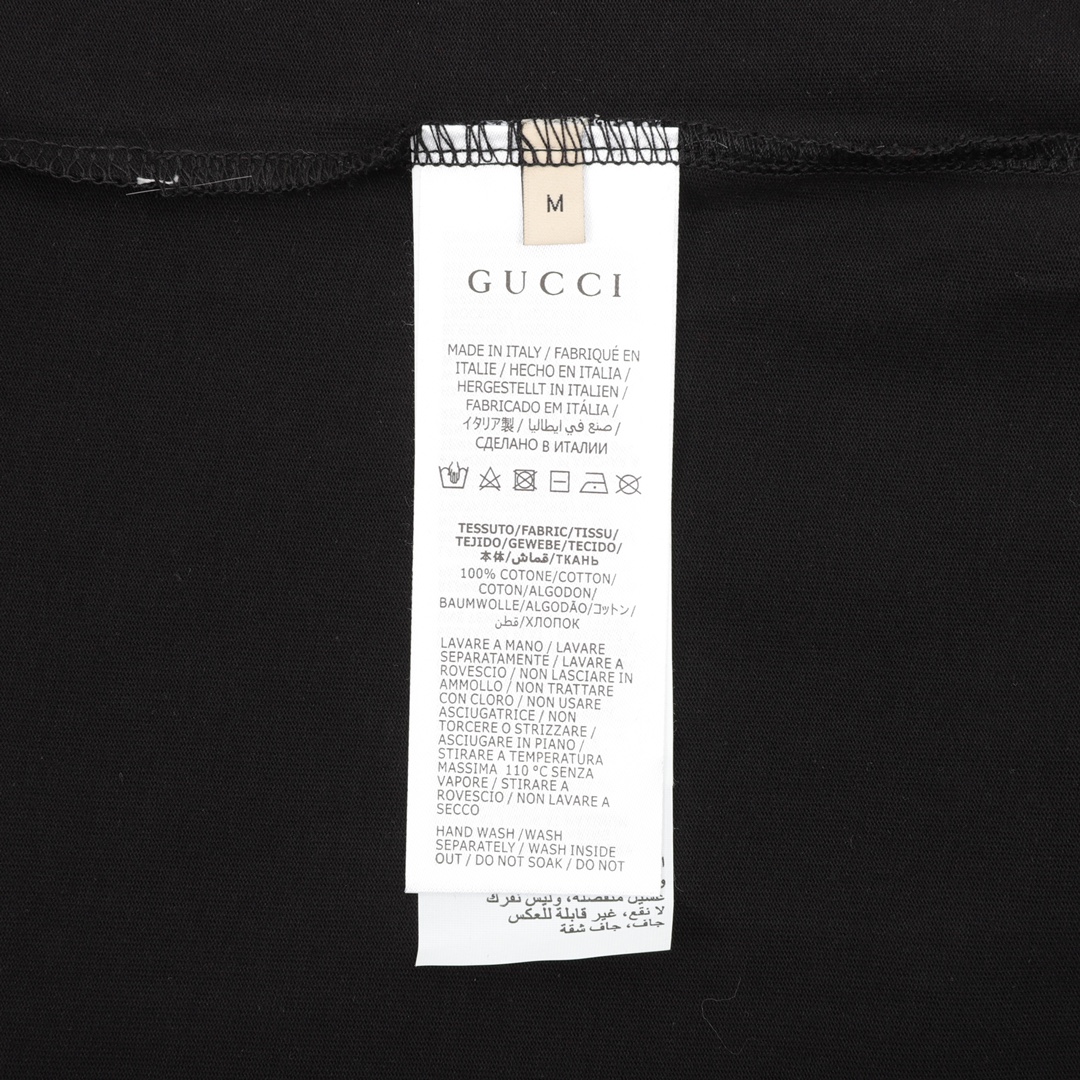 M
GUCCI
MADE IN ITALY / FABRIQUÉ EN
ITALIE / HECHO EN ITALIA /
HERGESTELLT IN ITALIEN /
FABRICADO EM ITÁLIA /
イタリア製 / صنع في ايطاليا /
СДЕЛАНО В ИТАЛИИ
TESSUTO/FABRIC/TISSU/
TEJIDO/GEWEBE/TECIDO/
本体/قماش/ТКАНЬ
100% COTONE/COTTON/
COTON/ALGODON/
BAUMWOLLE/ALGODÃO/コットン/
قطن/ХЛОПОК
LAVARE A MANO / LAVARE
SEPARATAMENTE / LAVARE A
ROVESCIO / NON LASCIARE IN
AMMOLLO / NON TRATTARE
CON CLORO / NON USARE
ASCIUGATRICE / NON
TORCERE O STRIZZARE /
ASCIUGARE IN PIANO /
STIRARE A TEMPERATURA
MASSIMA 110 °C SENZA
VAPORE / STIRARE A
ROVESCIO / NON LAVARE A
SECCO
HAND WASH /WASH
SEPARATELY / WASH INSIDE
OUT / DO NOT SOAK / DO NOT
لا نقع، غير قابلة للعكس
جاف، جاف شقة